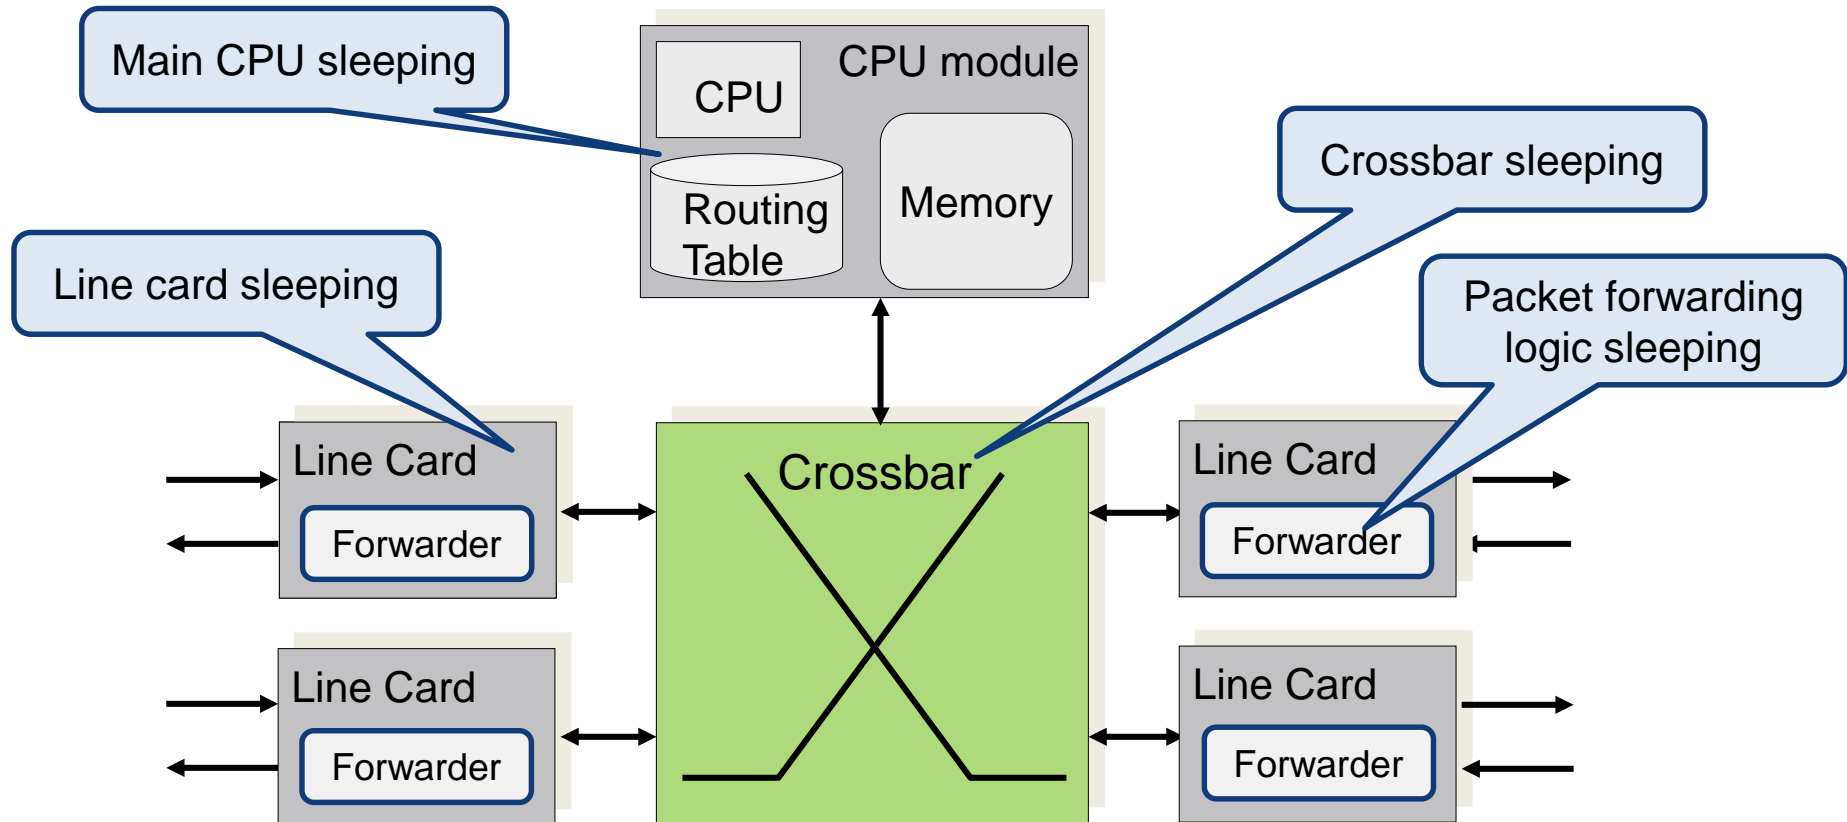 Main CPU sleeping
CPU module
CPU
Routing
Table
Memory
Crossbar sleeping
Line card sleeping
Packet forwarding
logic sleeping
Line Card
Forwarder
Crossbar
Line Card
Forwarder
Line Card
Forwarder
Line Card
Forwarder